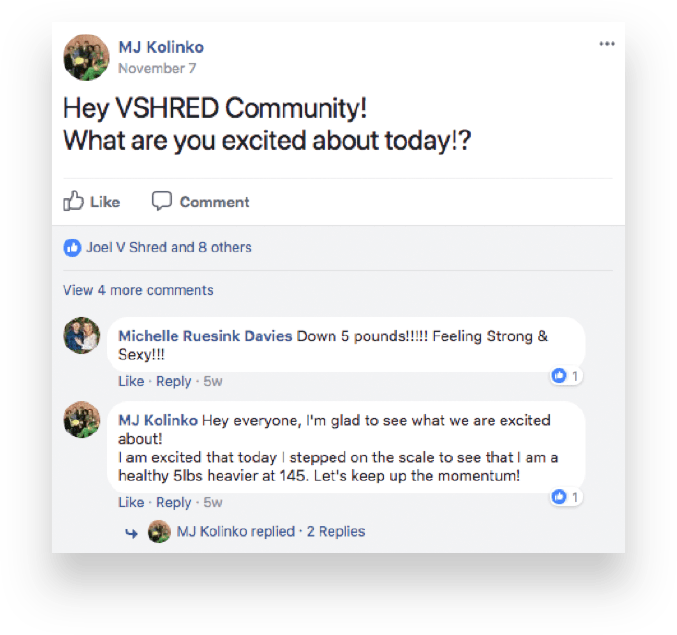 MJ Kolinko
November 7
Hey VSHRED Community!
What are you excited about today!?
Like Comment
Joel V Shred and 8 others
View 4 more comments
Michelle Ruesink Davies Down 5 pounds!!!!! Feeling Strong &
Sexy!!!
Like · Reply · 5w
1
MJ Kolinko Hey everyone, I'm glad to see what we are excited
about!
I am excited that today I stepped on the scale to see that I am a
healthy 5lbs heavier at 145. Let's keep up the momentum!
Like · Reply · 5w
1
MJ Kolinko replied · 2 Replies